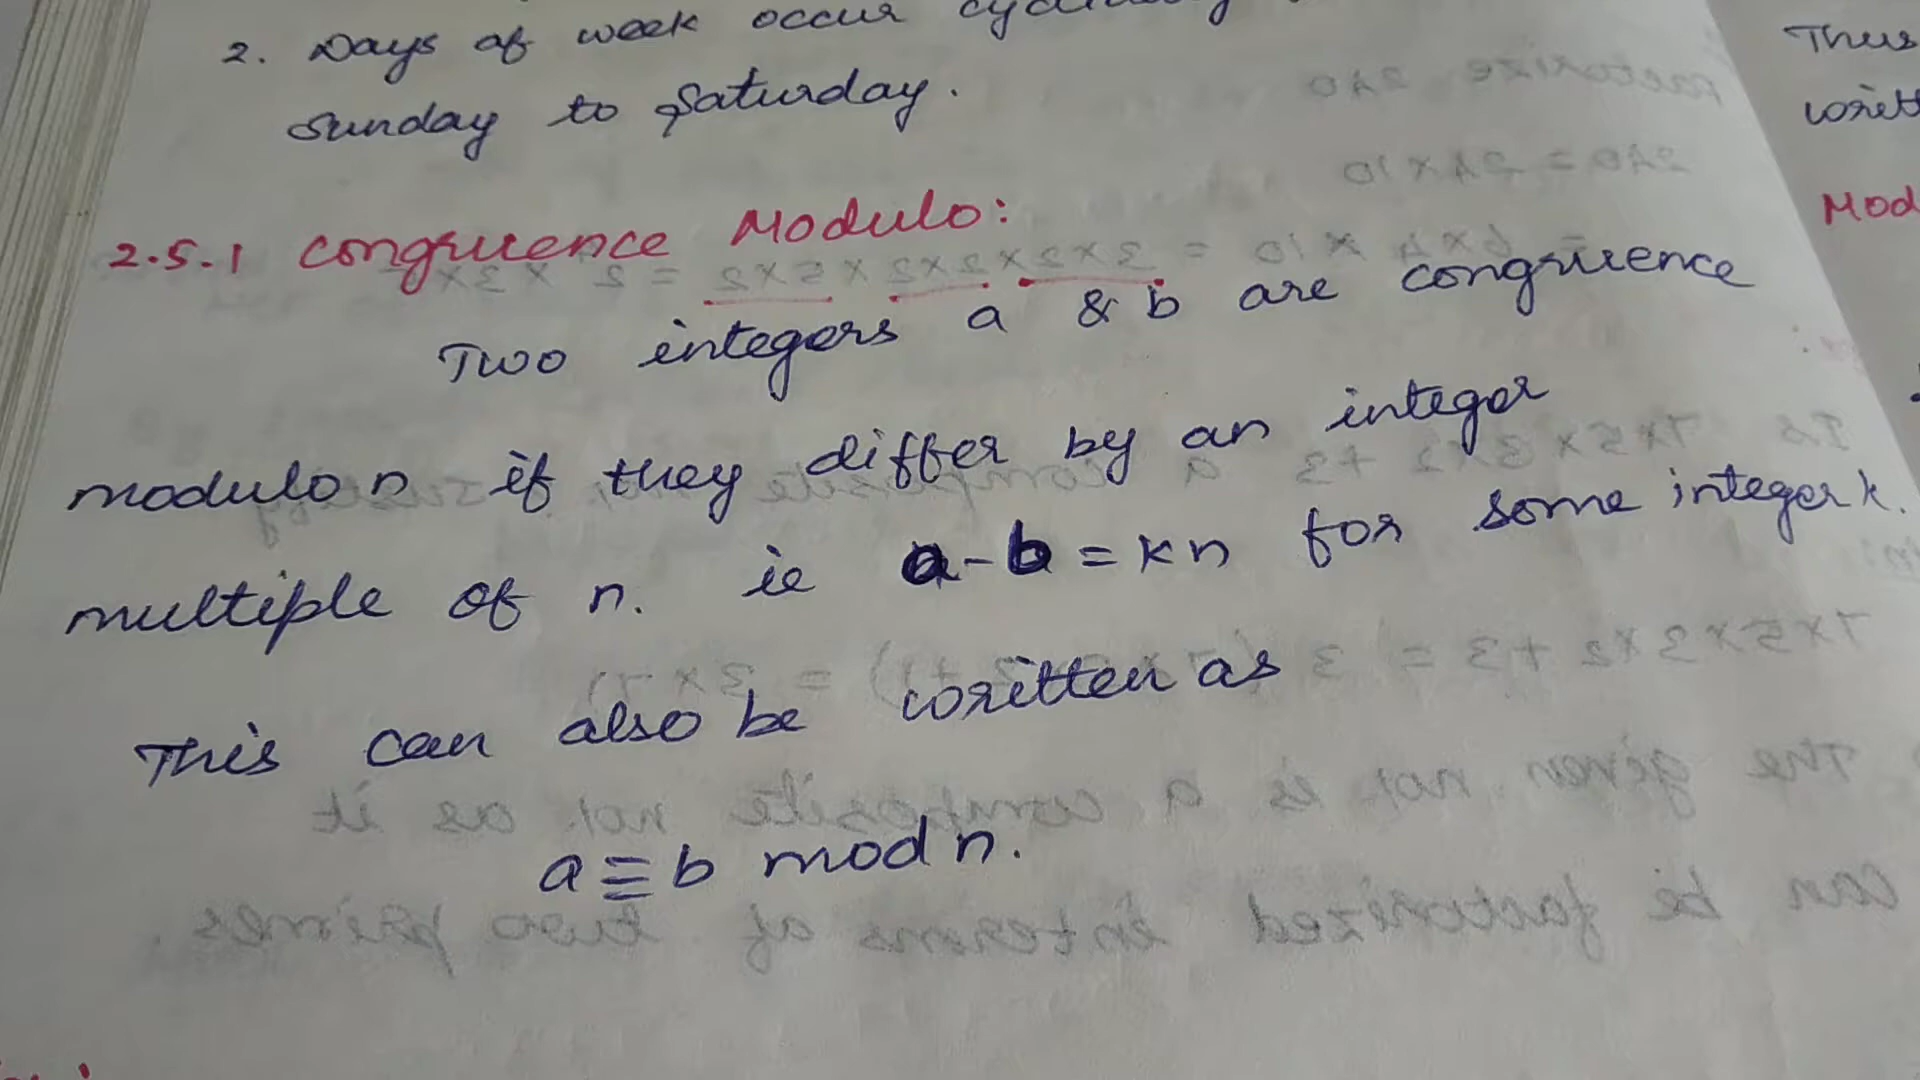 2. Days of week occur
Sunday to Saturday.
2.5.1 Congruence Modulo:
Two integers a & b are congruence
modulo n if they differ by an integer
multiple of n. ie a-b = kn for some integer k.
This can also be written as
a ≡ b mod n.
Thus
Mod